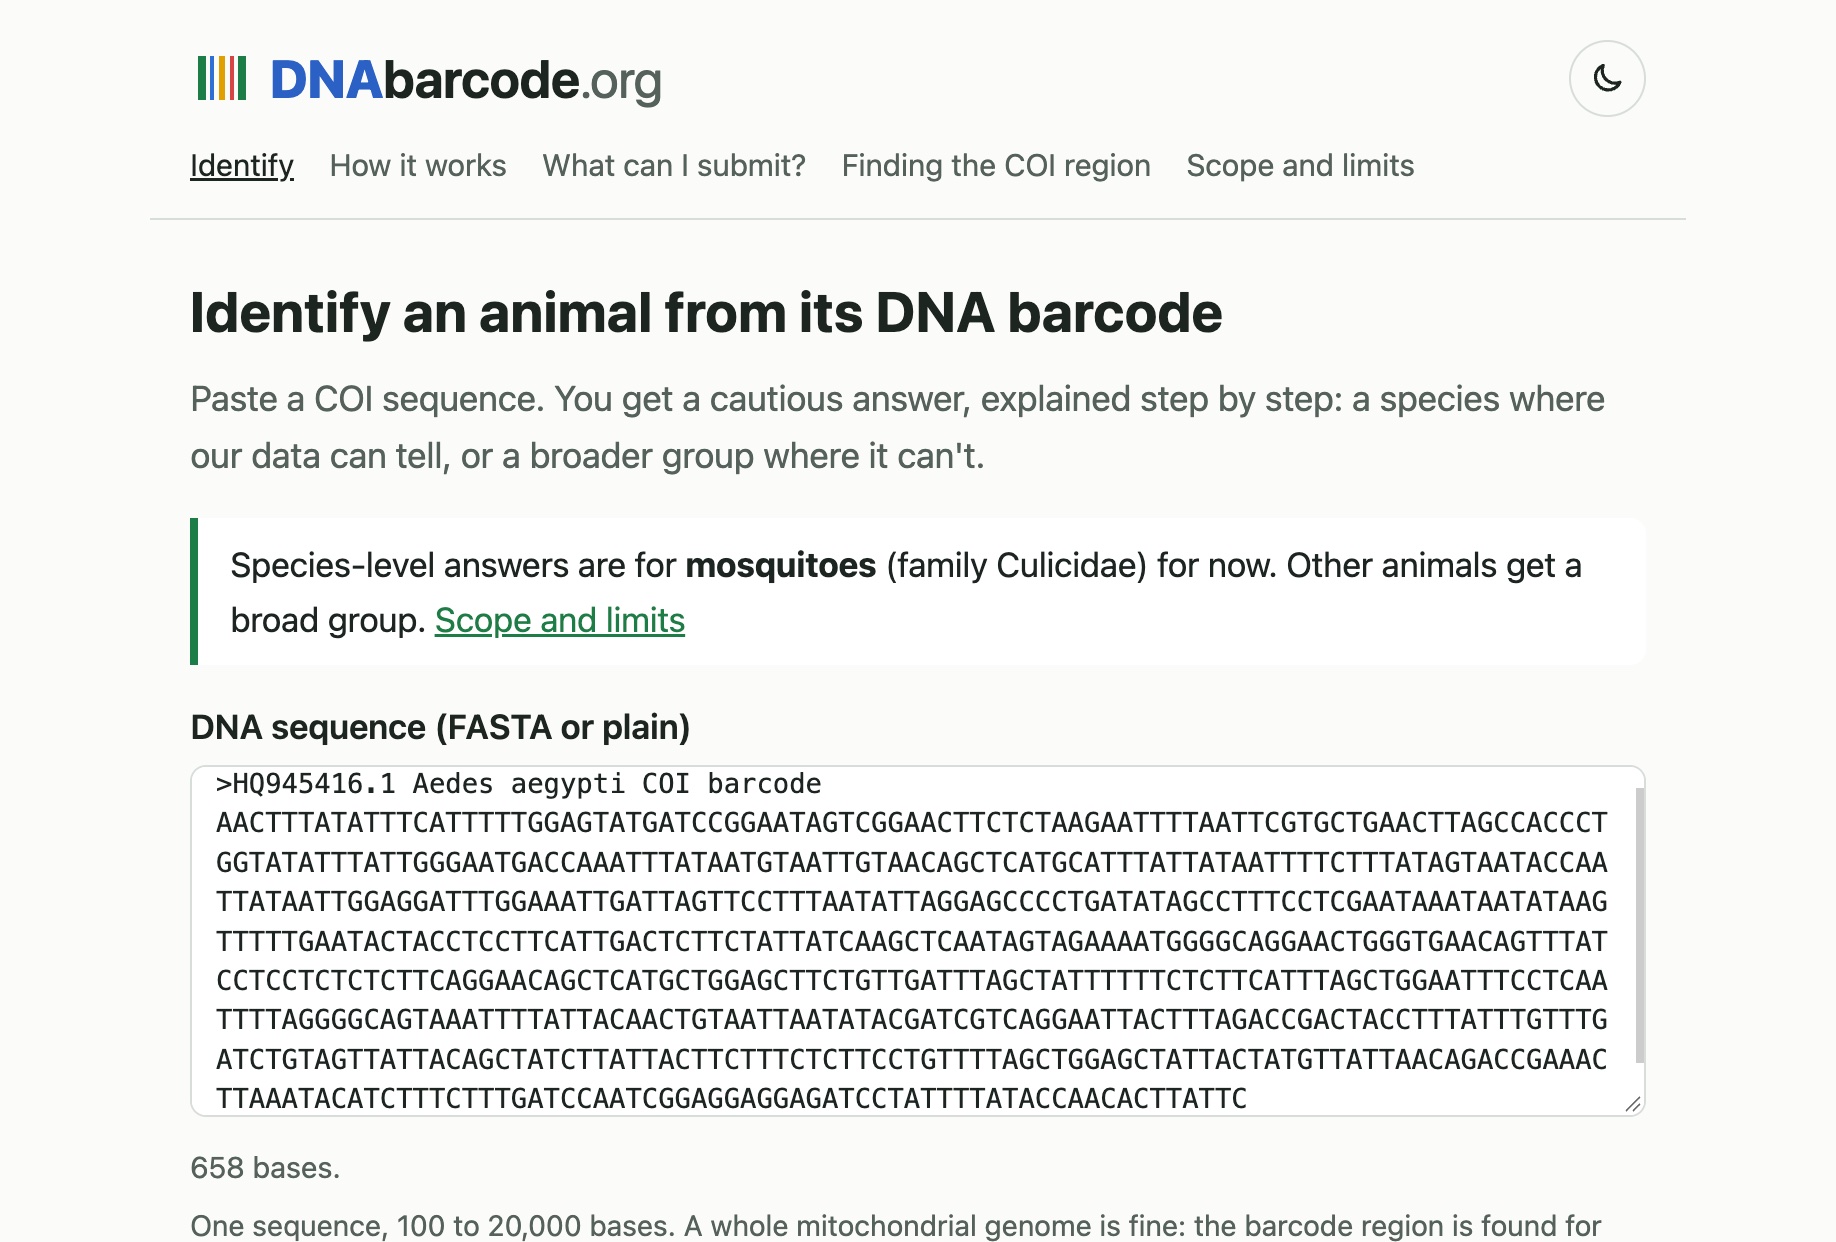 DNAbarcode.org
Identify How it works What can I submit? Finding the COI region Scope and limits
Identify an animal from its DNA barcode
Paste a COI sequence. You get a cautious answer, explained step by step: a species where
our data can tell, or a broader group where it can't.
Species-level answers are for mosquitoes (family Culicidae) for now. Other animals get a
broad group. Scope and limits
DNA sequence (FASTA or plain)
>HQ945416.1 Aedes aegypti COI barcode
AACTTTATATTTCATTTTTGGAGTATGATCCGGAATAGTCGGAACTTCTCTAAGAATTTTAATTCGTGCTGAACTTAGCCACCCT
GGTATATTTATTGGGAATGACCAAATTTATAATGTAATTGTAACAGCTCATGCATTTATTATAATTTTCTTTATAGTAATACCAA
TTATAATTGGAGGATTTGGAAATTGATTAGTTCCTTTAATATTAGGAGCCCCTGATATAGCCTTTCCTCGAATAAATAATATAAG
TTTTTGAATACTACCTCCTTCATTGACTCTTCTATTATCAAGCTCAATAGTAGAAAATGGGGCAGGAACTGGGTGAACAGTTTAT
CCTCCTCTCTCTTCAGGAACAGCTCATGCTGGAGCTTCTGTTGATTTAGCTATTTTTTCTCTTCATTTAGCTGGAATTTCCTCAA
TTTTAGGGGCAGTAAATTTTATTACAACTGTAATTAATATACGATCGTCAGGAATTACTTTAGACCGACTACCTTTATTTGTTTG
ATCTGTAGTTATTACAGCTATCTTATTACTTCTTTCTCTTCCTGTTTTAGCTGGAGCTATTACTATGTTATTAACAGACCGAAAC
TTAAATACATCTTTCTTTGATCCAATCGGAGGAGGAGATCCTATTTTATACCAACACTTATTC
658 bases.
One sequence, 100 to 20,000 bases. A whole mitochondrial genome is fine: the barcode region is found for